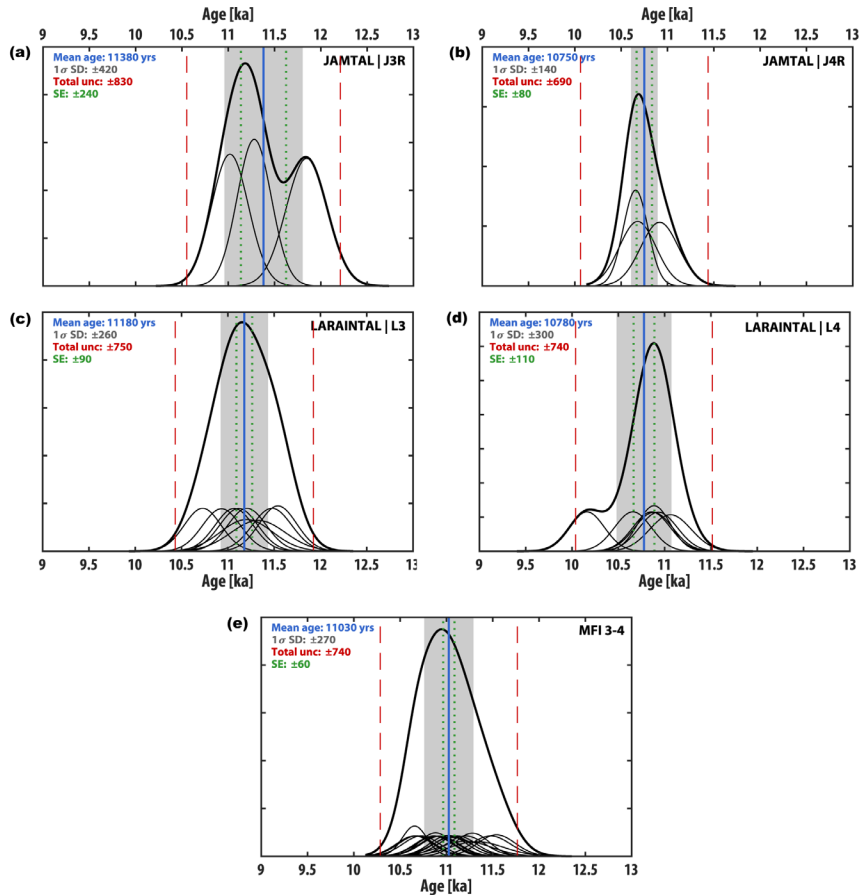 Age [ka]
Age [ka]
9 9.5 10 10.5 11 11.5 12 12.5 13
9 9.5 10 10.5 11 11.5 12 12.5 13
(a)
Mean age: 11380 yrs
1σ SD: ±420
Total unc: ±830
SE: ±240
JAMTAL | J3R
(b)
Mean age: 10750 yrs
1σ SD: ±140
Total unc: ±690
SE: ±80
JAMTAL | J4R
(c)
Mean age: 11180 yrs
1σ SD: ±260
Total unc: ±750
SE: ±90
LARAINTAL | L3
(d)
Mean age: 10780 yrs
1σ SD: ±300
Total unc: ±740
SE: ±110
LARAINTAL | L4
9 9.5 10 10.5 11 11.5 12 12.5 13
9 9.5 10 10.5 11 11.5 12 12.5 13
Age [ka]
Age [ka]
(e)
Mean age: 11030 yrs
1σ SD: ±270
Total unc: ±740
SE: ±60
MFI 3-4
9 9.5 10 10.5 11 11.5 12 12.5 13
Age [ka]